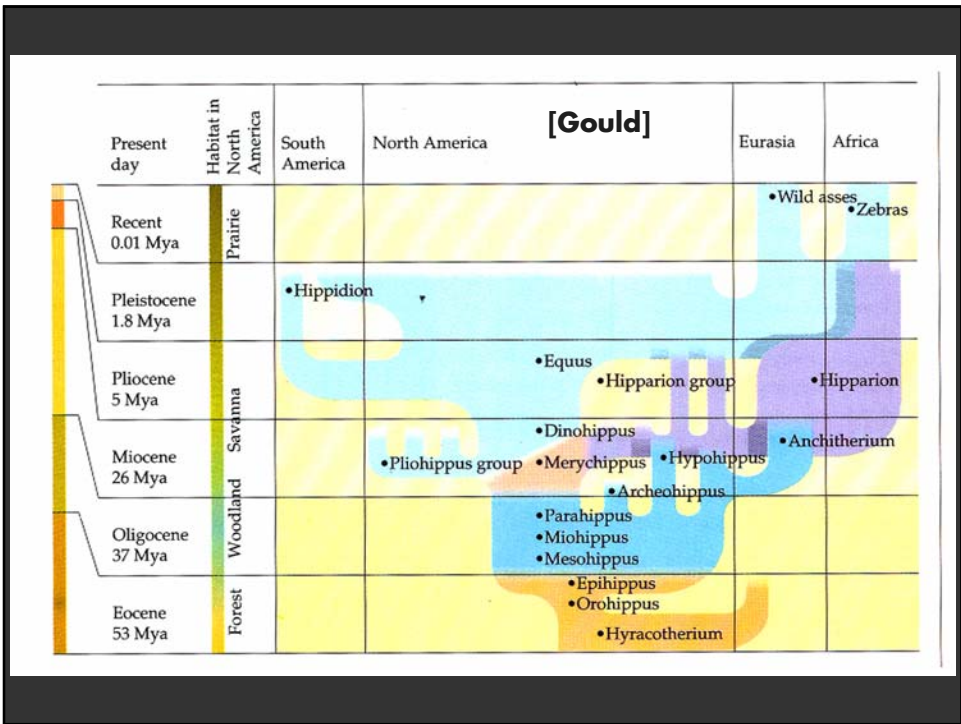 [Gould]
Present
day
Habitat in
North
America
South
America
North America
Eurasia
Africa
Recent
0.01 Mya
Prairie
•Wild asses
•Zebras
Pleistocene
1.8 Mya
•Hippidion
Pliocene
5 Mya
•Equus
•Hipparion group
•Hipparion
Savanna
Miocene
26 Mya
•Dinohippus
•Anchitherium
•Pliohippus group
•Merychippus
•Hypohippus
•Archeohippus
Woodland
Oligocene
37 Mya
•Parahippus
•Miohippus
•Mesohippus
Forest
Eocene
53 Mya
•Epihippus
•Orohippus
•Hyracotherium